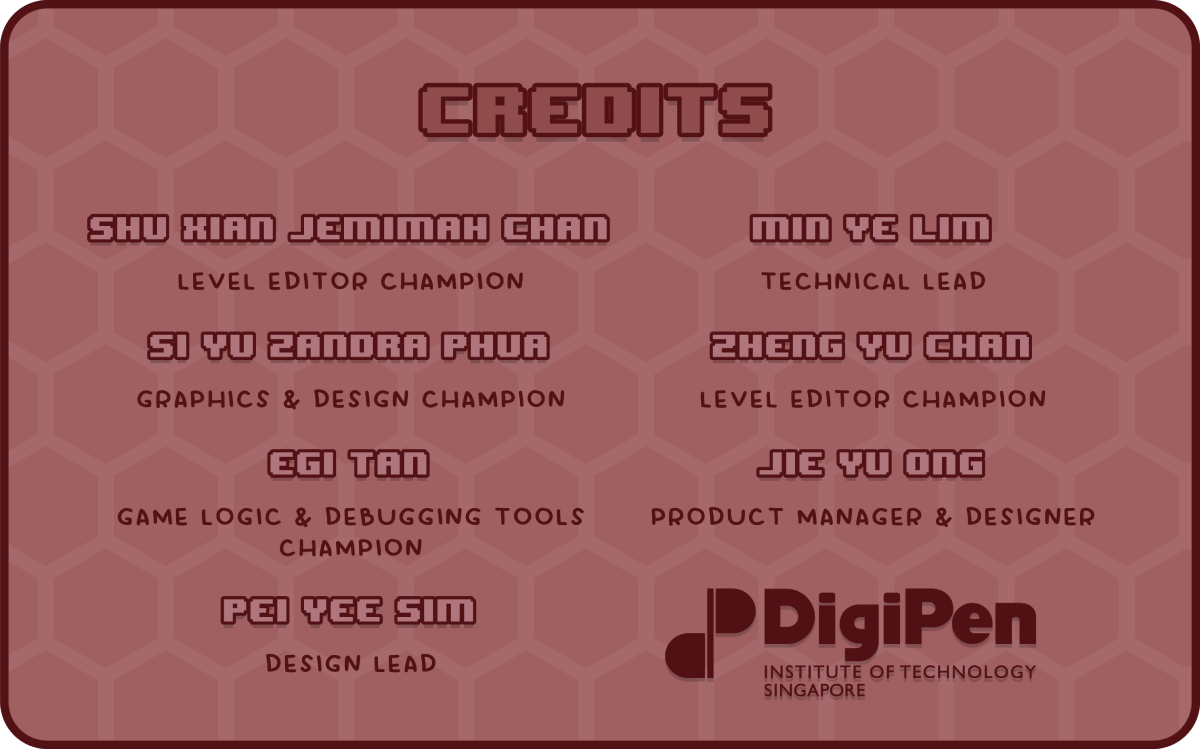 CREDITS
SHU XIAN JEMIMAH CHAN
LEVEL EDITOR CHAMPION
SI YU ZANDRA PHUA
GRAPHICS & DESIGN CHAMPION
EGI TAN
GAME LOGIC & DEBUGGING TOOLS
CHAMPION
PEI YEE SIM
DESIGN LEAD
MIN YE LIM
TECHNICAL LEAD
ZHENG YU CHAN
LEVEL EDITOR CHAMPION
JIE YU ONG
PRODUCT MANAGER & DESIGNER
DigiPen
INSTITUTE OF TECHNOLOGY
SINGAPORE